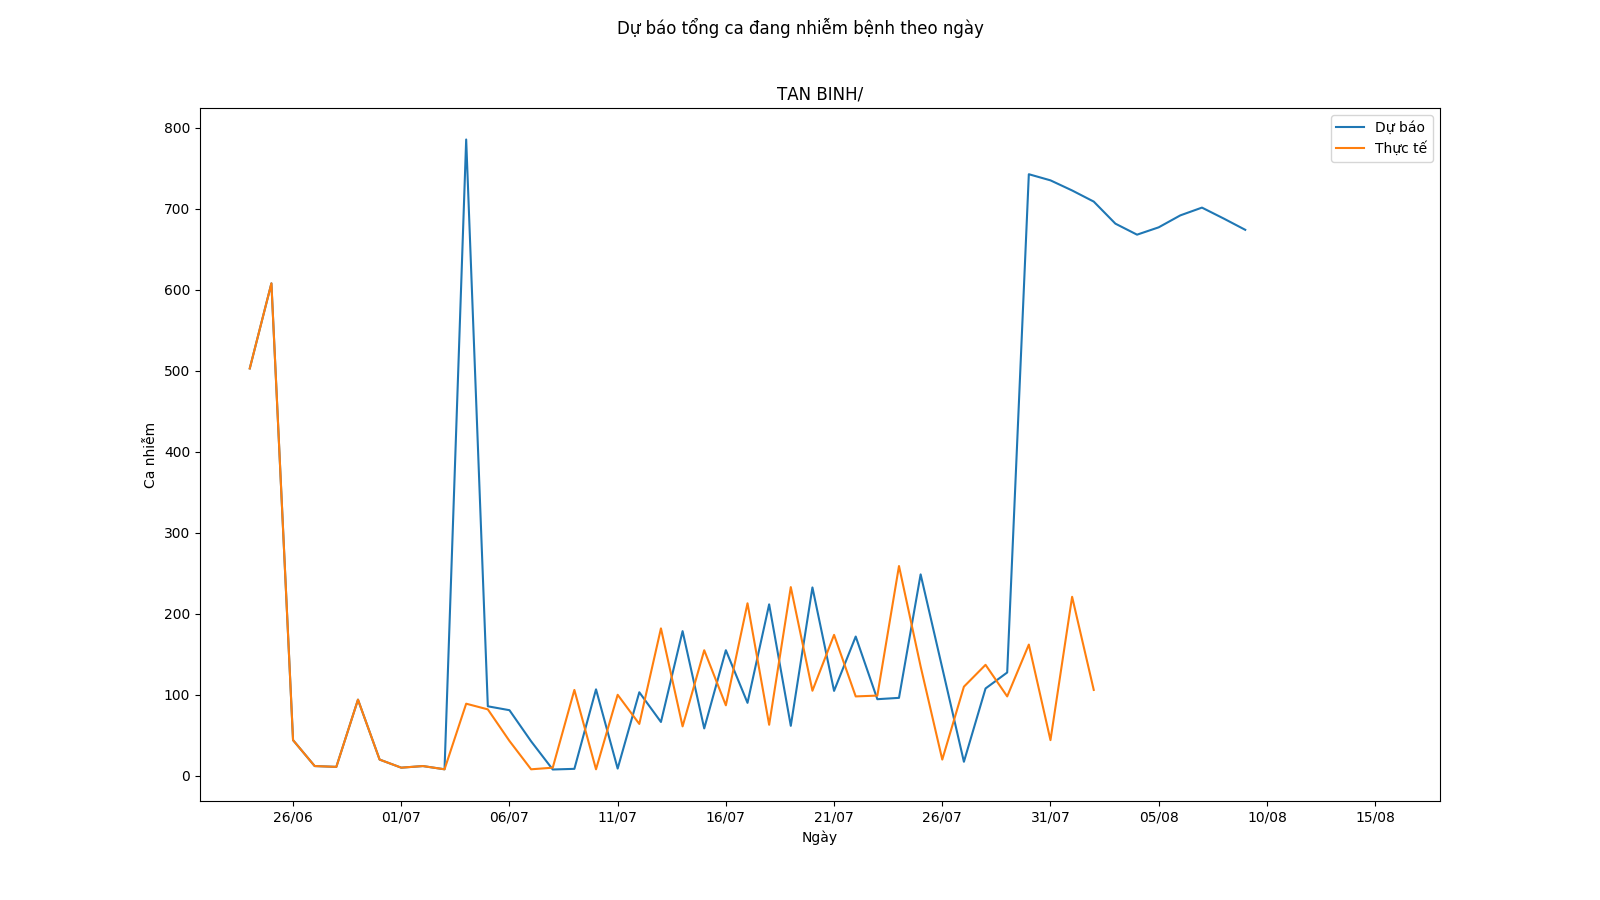 Dự báo tổng ca đang nhiễm bệnh theo ngày
TAN BINH/
Dự báo
Thực tế
Ca nhiễm
800
700
600
500
400
300
200
100
0
26/06 01/07 06/07 11/07 16/07 21/07 26/07 31/07 05/08 10/08 15/08
Ngày